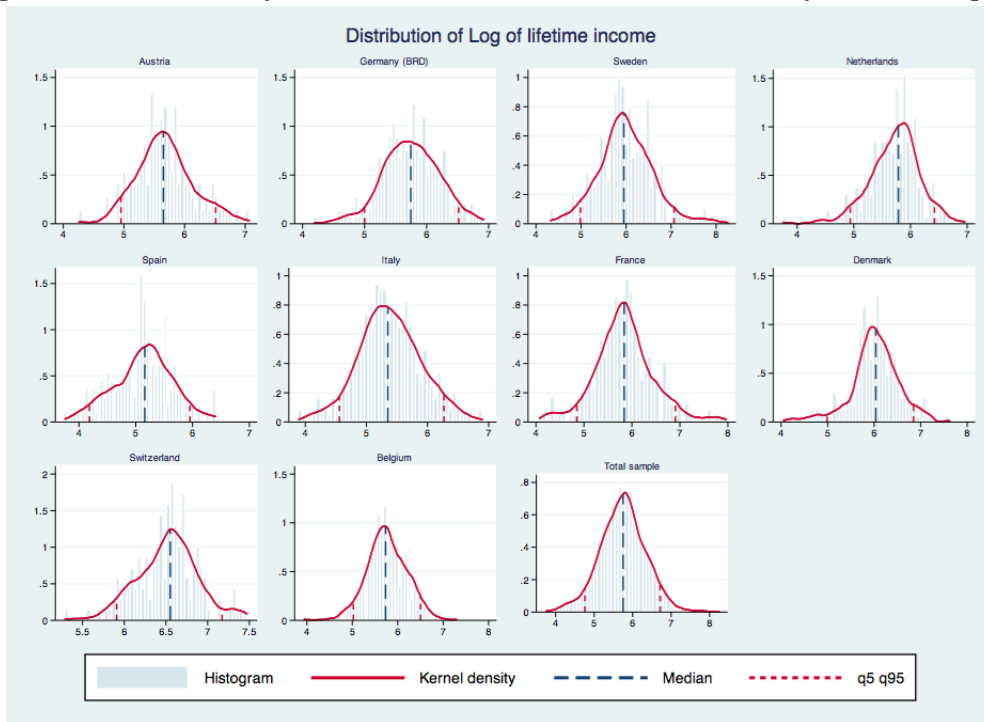 Distribution of Log of lifetime income
Austria
1.5
1
.5
0
4 5 6 7
Germany (BRD)
1.5
1
.5
0
4 5 6 7
Sweden
1
.8
.6
.4
.2
0
4 5 6 7 8
Netherlands
1.5
1
.5
0
4 5 6 7
Spain
1.5
1
.5
0
4 5 6 7
Italy
1
.8
.6
.4
.2
0
4 5 6 7
France
1
.8
.6
.4
.2
0
4 5 6 7 8
Denmark
1.5
1
.5
0
4 5 6 7 8
Switzerland
2
1.5
1
.5
0
5.5 6 6.5 7 7.5
Belgium
1.5
1
.5
0
4 5 6 7 8
Total sample
.8
.6
.4
.2
0
4 5 6 7 8
Histogram Kernel density Median q5 q95